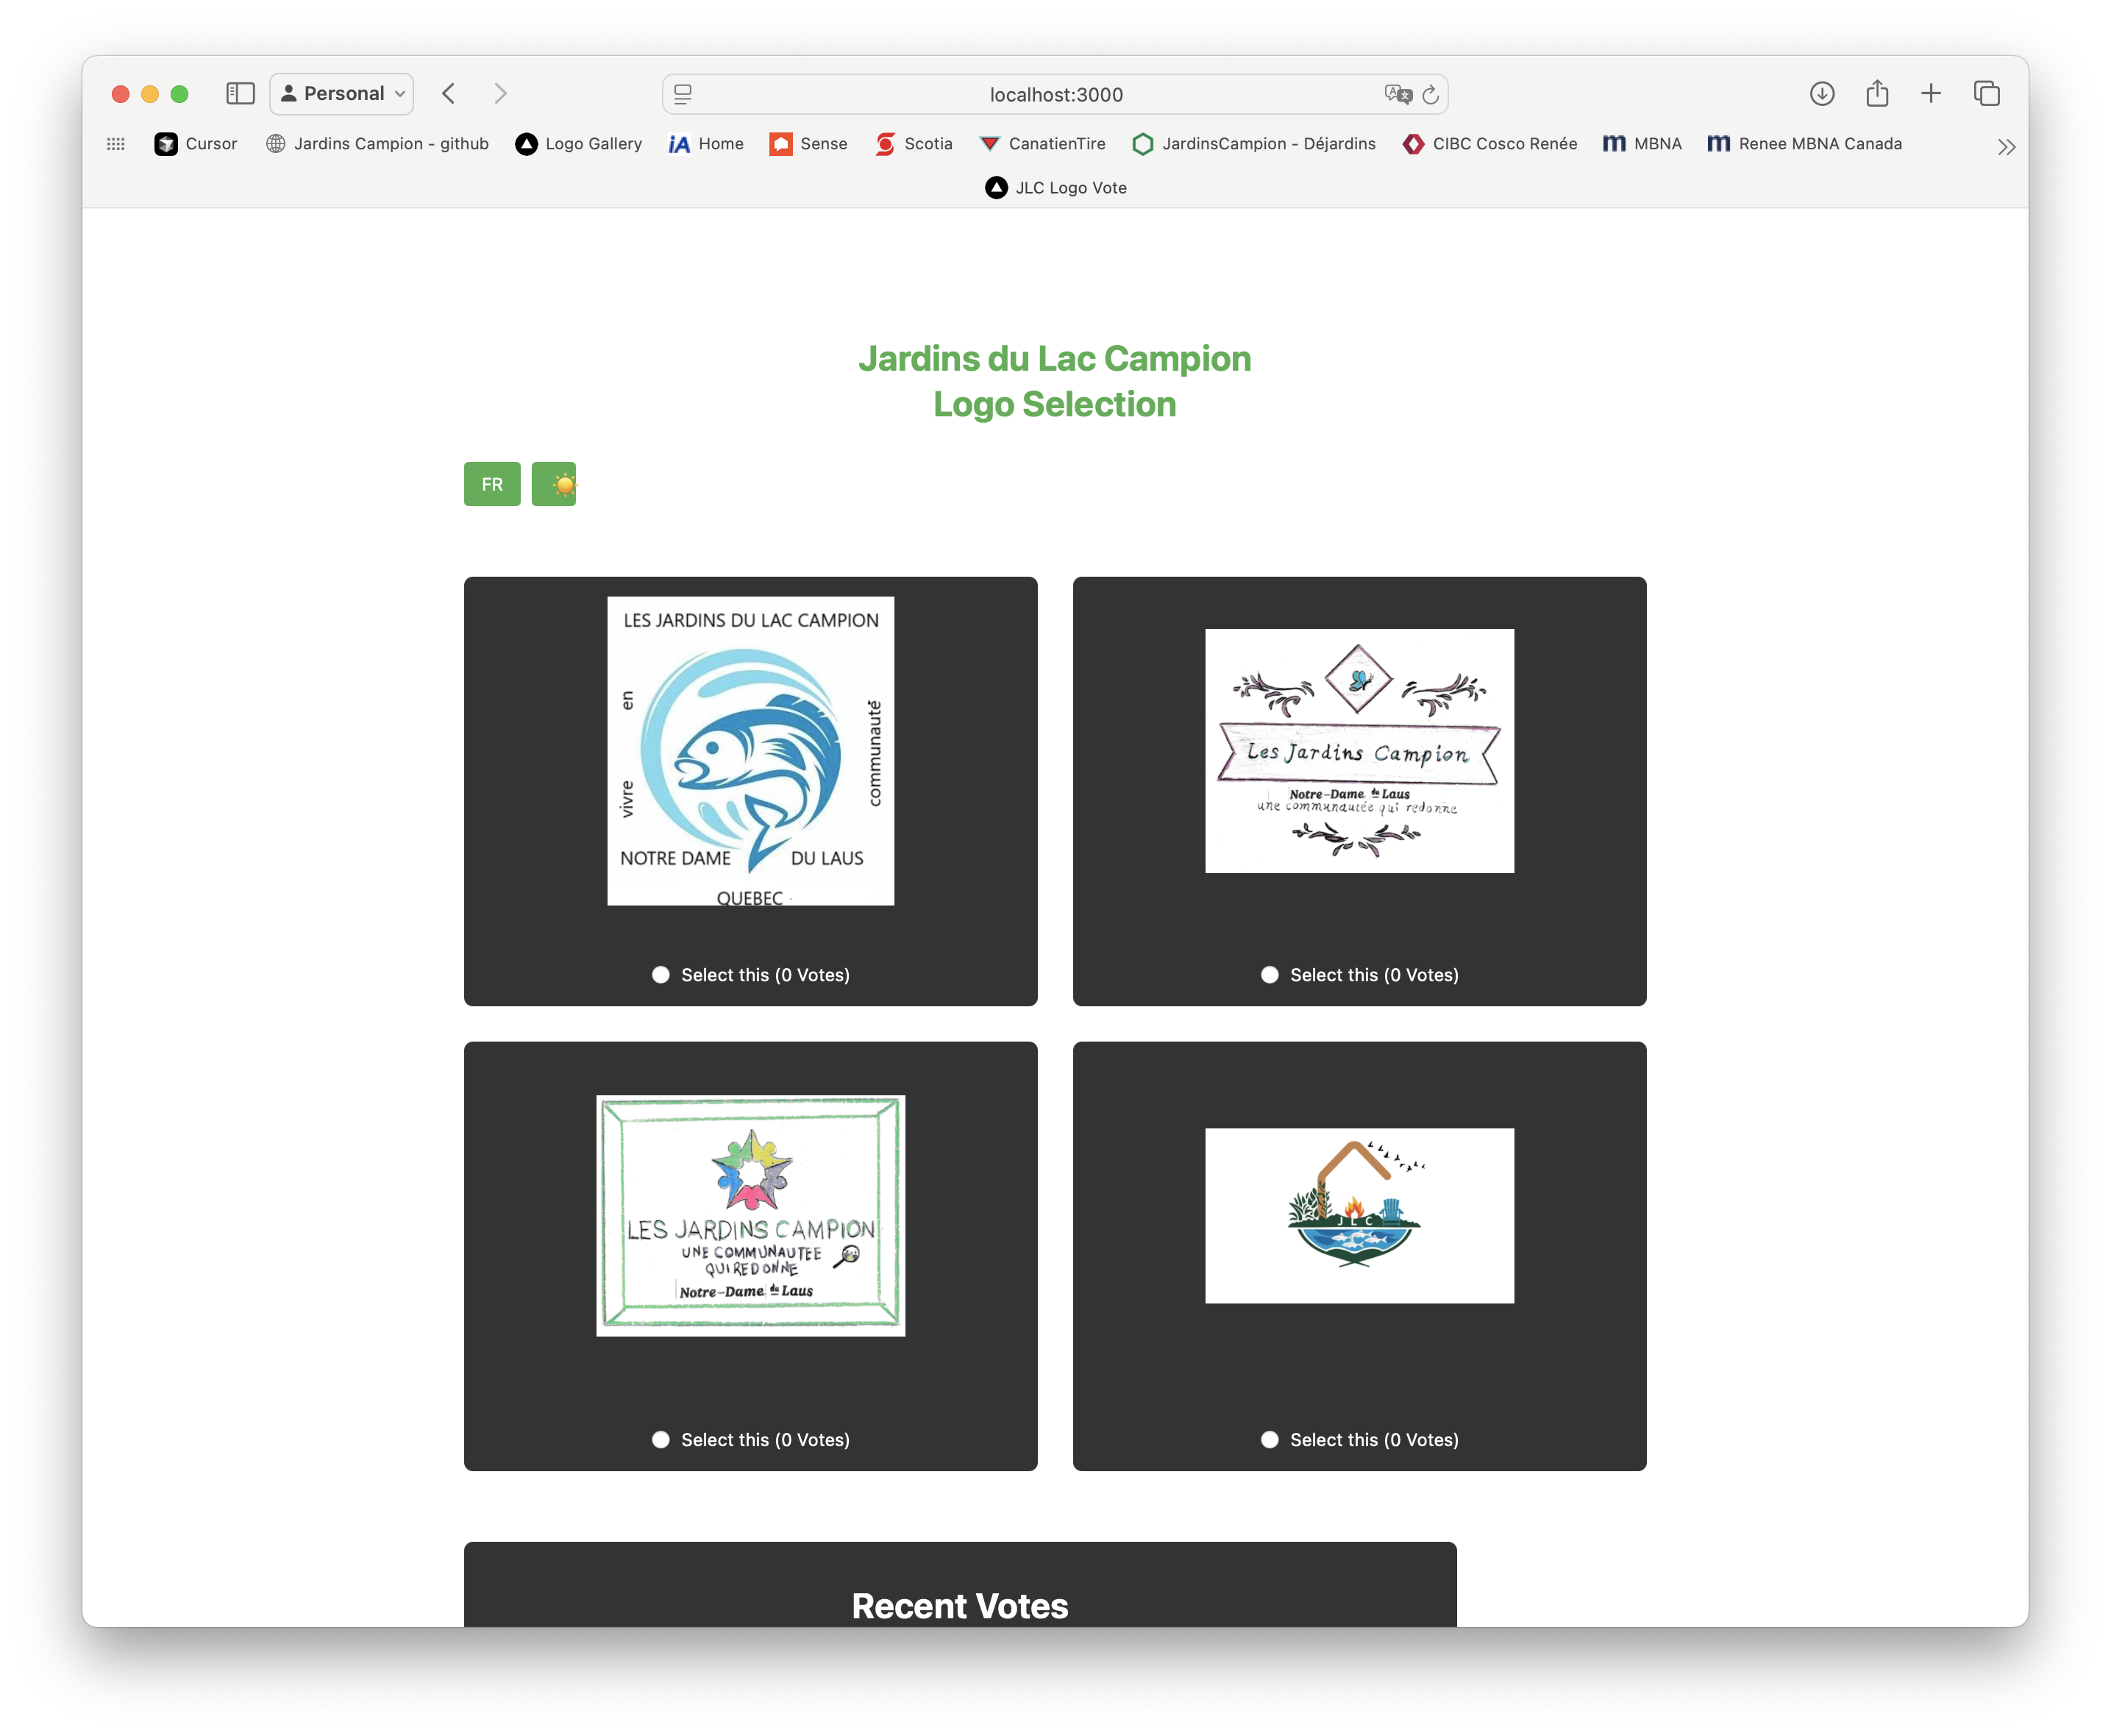 Personal
localhost:3000
Cursor
Jardins Campion - github
Logo Gallery
iA Home
Sense
Scotia
CanatienTire
JardinsCampion - Déjardins
CIBC Cosco Renée
m MBNA
m Renee MBNA Canada
JLC Logo Vote
Jardins du Lac Campion
Logo Selection
FR
LES JARDINS DU LAC CAMPION
vivre en
communauté
NOTRE DAME DU LAUS
QUEBEC
Select this (0 Votes)
Les Jardins Campion
Notre-Dame du Laus
une communautée qui redonne
Select this (0 Votes)
LES JARDINS CAMPION
UNE COMMUNAUTEE
QUI REDONNE
Notre-Dame du Laus
Select this (0 Votes)
JLC
Select this (0 Votes)
Recent Votes